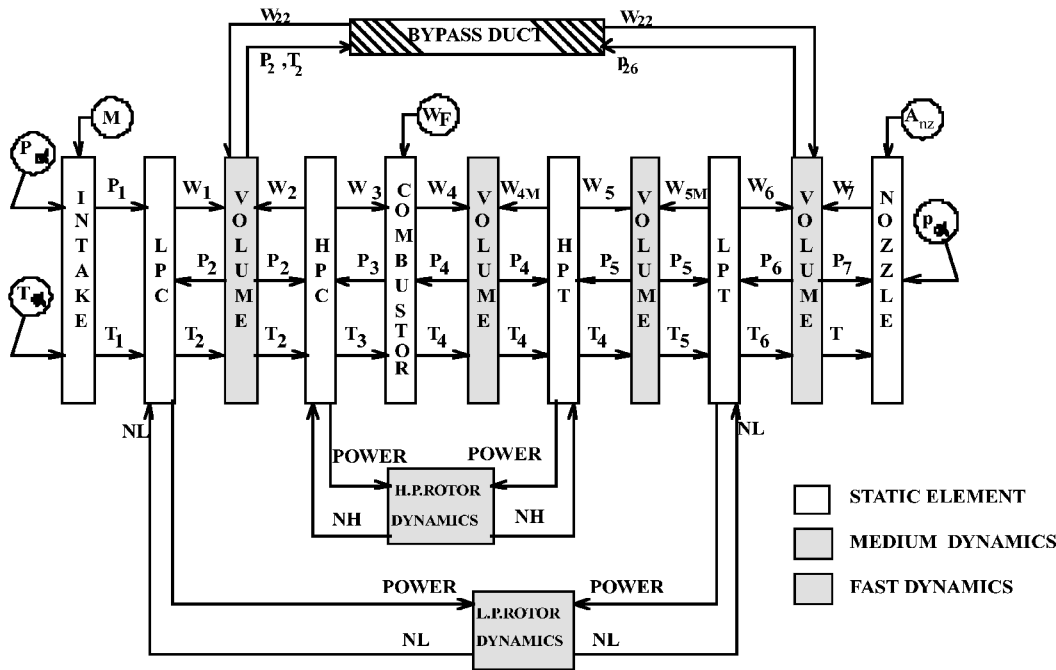 W22
W22
BYPASS DUCT
P2 ,T2
p26
M
WF
Anz
Pα
P1
W1
W2
W3
W4
W4M
W5
W5M
W6
W7
pα
P2
P2
P3
P4
P4
P5
P5
P6
P7
T1
T2
T2
T3
T4
T4
T4
T5
T6
T
INTAKE
LPC
VOLUME
HPC
COMBUSTOR
VOLUME
HPT
VOLUME
LPT
VOLUME
NOZZLE
NL
NL
POWER
POWER
H.P.ROTOR
DYNAMICS
NH
NH
STATIC ELEMENT
MEDIUM DYNAMICS
FAST DYNAMICS
POWER
POWER
L.P.ROTOR
DYNAMICS
NL
NL